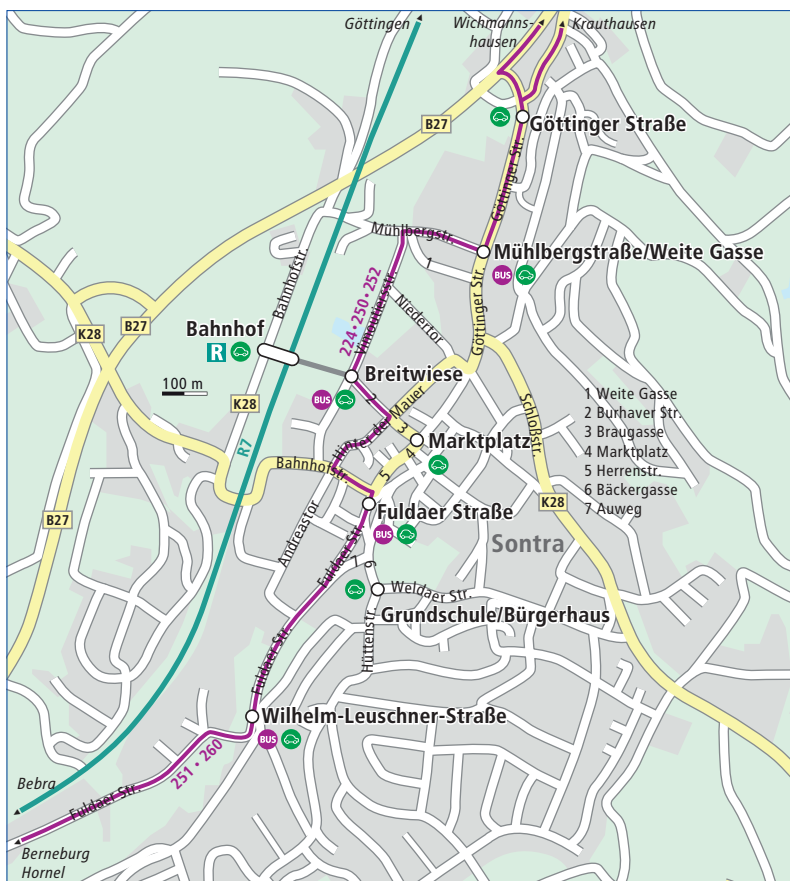 Göttingen
Wichmanns-
hausen
Krauthausen
B27
Göttinger Straße
Göttinger Str.
Mühlbergstr.
Mühlbergstraße/Weite Gasse
BUS
1
Bahnhofstr.
224 • 250 • 252
Vimoutiersstr.
Niedertor
Göttinger Str.
K28
B27
Bahnhof
R
Breitwiese
BUS
100 m
K28
2
Hinter der Mauer
3
Schloßstr.
1 Weite Gasse
2 Burhaver Str.
3 Braugasse
4 Marktplatz
5 Herrenstr.
6 Bäckergasse
7 Auweg
Marktplatz
4
R7
Bahnhofstr.
5
K28
B27
Andreastor
Fuldaer Straße
BUS
Sontra
Fuldaer Str.
7
6
Weldaer Str.
Grundschule/Bürgerhaus
Hüttenstr.
Fuldaer Str.
Wilhelm-Leuschner-Straße
BUS
251 • 260
Bebra
Fuldaer Str.
Berneburg
Hornel